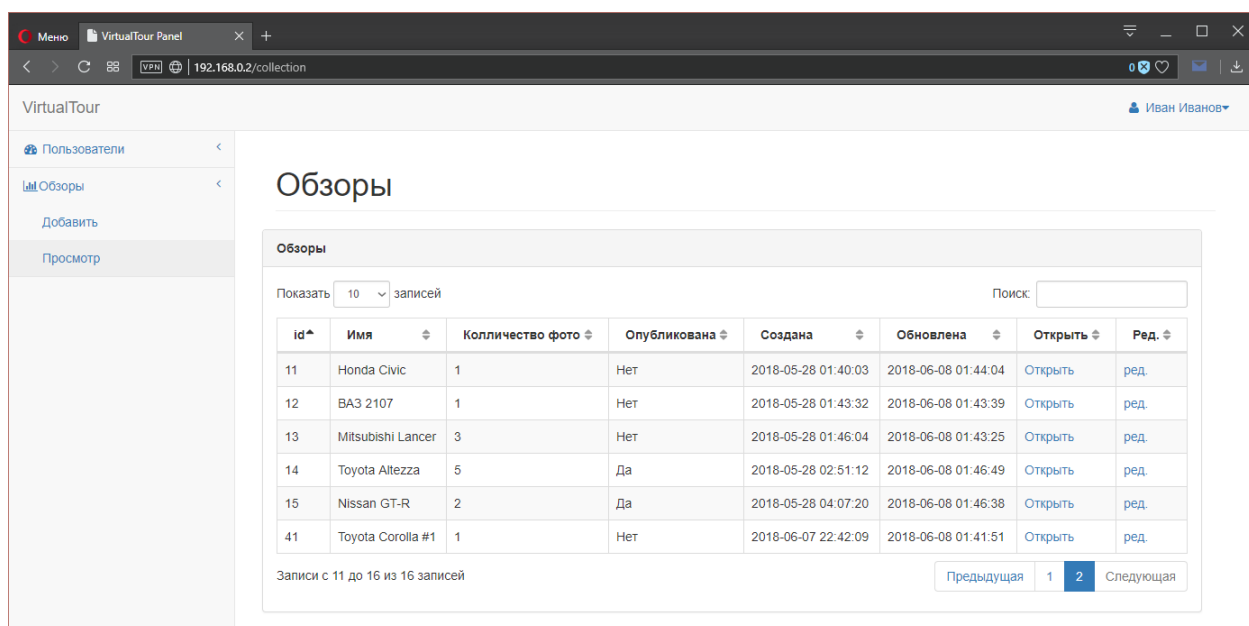 Меню VirtualTour Panel
VPN 192.168.0.2/collection 0
VirtualTour Иван Иванов
Пользователи
Обзоры
Добавить
Просмотр
Обзоры
Обзоры
Показать 10 записей Поиск:
id Имя Колличество фото Опубликована Создана Обновлена Открыть Ред.
11 Honda Civic 1 Нет 2018-05-28 01:40:03 2018-06-08 01:44:04 Открыть ред.
12 ВАЗ 2107 1 Нет 2018-05-28 01:43:32 2018-06-08 01:43:39 Открыть ред.
13 Mitsubishi Lancer 3 Нет 2018-05-28 01:46:04 2018-06-08 01:43:25 Открыть ред.
14 Toyota Altezza 5 Да 2018-05-28 02:51:12 2018-06-08 01:46:49 Открыть ред.
15 Nissan GT-R 2 Да 2018-05-28 04:07:20 2018-06-08 01:46:38 Открыть ред.
41 Toyota Corolla #1 1 Нет 2018-06-07 22:42:09 2018-06-08 01:41:51 Открыть ред.
Записи с 11 до 16 из 16 записей Предыдущая 1 2 Следующая